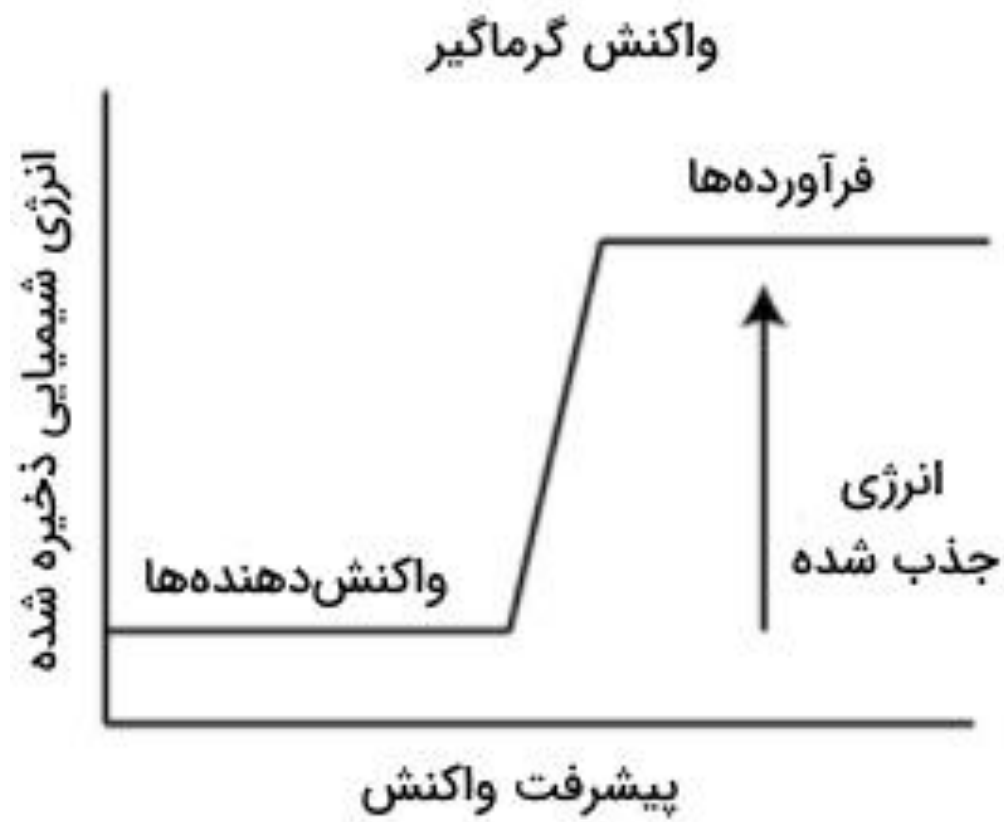 واکنش گرماگیر
فرآورده‌ها
انرژی شیمیایی ذخیره شده
انرژی
جذب شده
واکنش‌دهنده‌ها
پیشرفت واکنش